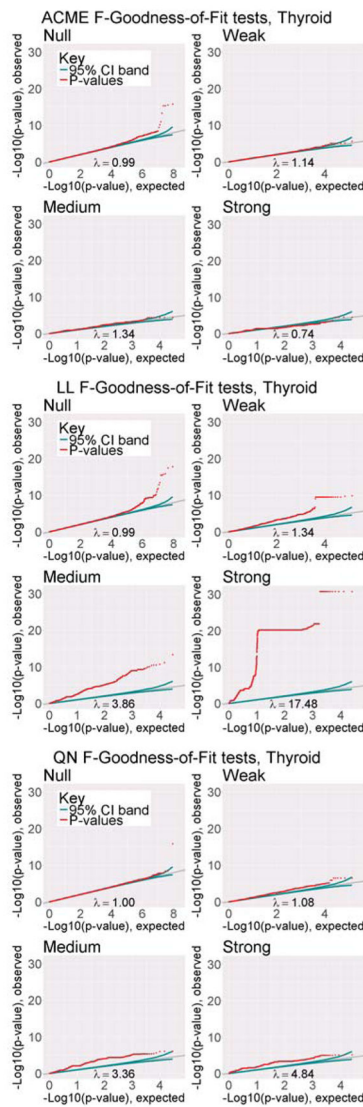 ACME F-Goodness-of-Fit tests, Thyroid
Null
Weak
-Log10(p-value), observed
30
20
10
0
Key
95% CI band
P-values
λ = 0.99
0 1 2 4 5 6 7 8
-Log10(p-value), expected
-Log10(p-value), observed
30
20
10
0
λ = 1.14
0 1 2 4
-Log10(p-value), expected
Medium
Strong
-Log10(p-value), observed
30
20
10
0
λ = 1.34
0 1 2 3 4
-Log10(p-value), expected
-Log10(p-value), observed
30
20
10
0
λ = 0.74
0 1 2 3 4
-Log10(p-value), expected
LL F-Goodness-of-Fit tests, Thyroid
Null
Weak
-Log10(p-value), observed
30
20
10
0
Key
95% CI band
P-values
λ = 0.99
0 1 2 4 5 6 7 8
-Log10(p-value), expected
-Log10(p-value), observed
30
20
10
0
λ = 1.34
0 1 2 4
-Log10(p-value), expected
Medium
Strong
-Log10(p-value), observed
30
20
10
0
λ = 3.86
0 1 2 3 4
-Log10(p-value), expected
-Log10(p-value), observed
30
20
10
0
λ = 17.48
0 1 2 3 4
-Log10(p-value), expected
QN F-Goodness-of-Fit tests, Thyroid
Null
Weak
-Log10(p-value), observed
30
20
10
0
Key
95% CI band
P-values
λ = 1.00
0 1 2 4 5 6 7 8
-Log10(p-value), expected
-Log10(p-value), observed
30
20
10
0
λ = 1.08
0 1 2 4
-Log10(p-value), expected
Medium
Strong
-Log10(p-value), observed
30
20
10
0
λ = 3.36
0 1 2 3 4
-Log10(p-value), expected
-Log10(p-value), observed
30
20
10
0
λ = 4.84
0 1 2 3 4
-Log10(p-value), expected